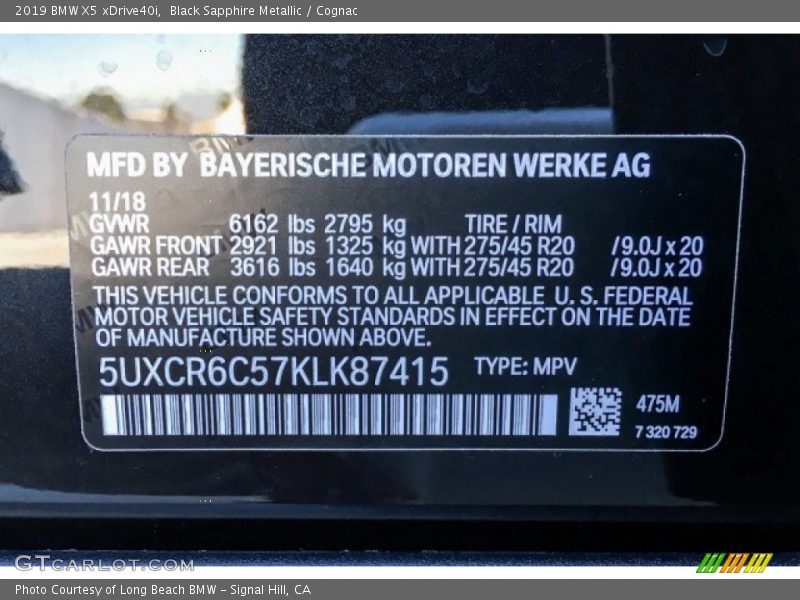 2019 BMW X5 xDrive40i,  Black Sapphire Metallic / Cognac
MFD BY BAYERISCHE MOTOREN WERKE AG
11/18
GVWR 6162 lbs 2795 kg TIRE / RIM
GAWR FRONT 2921 lbs 1325 kg WITH 275/45 R20 /9.0J x 20
GAWR REAR 3616 lbs 1640 kg WITH 275/45 R20 /9.0J x 20
THIS VEHICLE CONFORMS TO ALL APPLICABLE U. S. FEDERAL
MOTOR VEHICLE SAFETY STANDARDS IN EFFECT ON THE DATE
OF MANUFACTURE SHOWN ABOVE.
5UXCR6C57KLK87415 TYPE: MPV
475M
7 320 729
GTCARLOT.COM
Photo Courtesy of Long Beach BMW - Signal Hill, CA